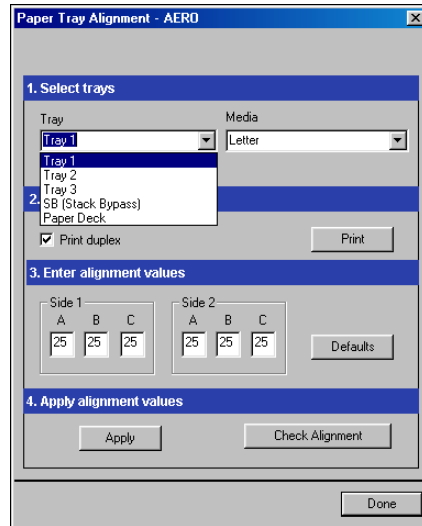 Paper Tray Alignment - AERO
1. Select trays
Tray Media
Tray 1 Letter
Tray 1
Tray 2
Tray 3
SB (Stack Bypass)
Paper Deck
2.
Print duplex Print
3. Enter alignment values
Side 1 Side 2
A B C A B C
25 25 25 25 25 25
Defaults
4. Apply alignment values
Apply Check Alignment
Done